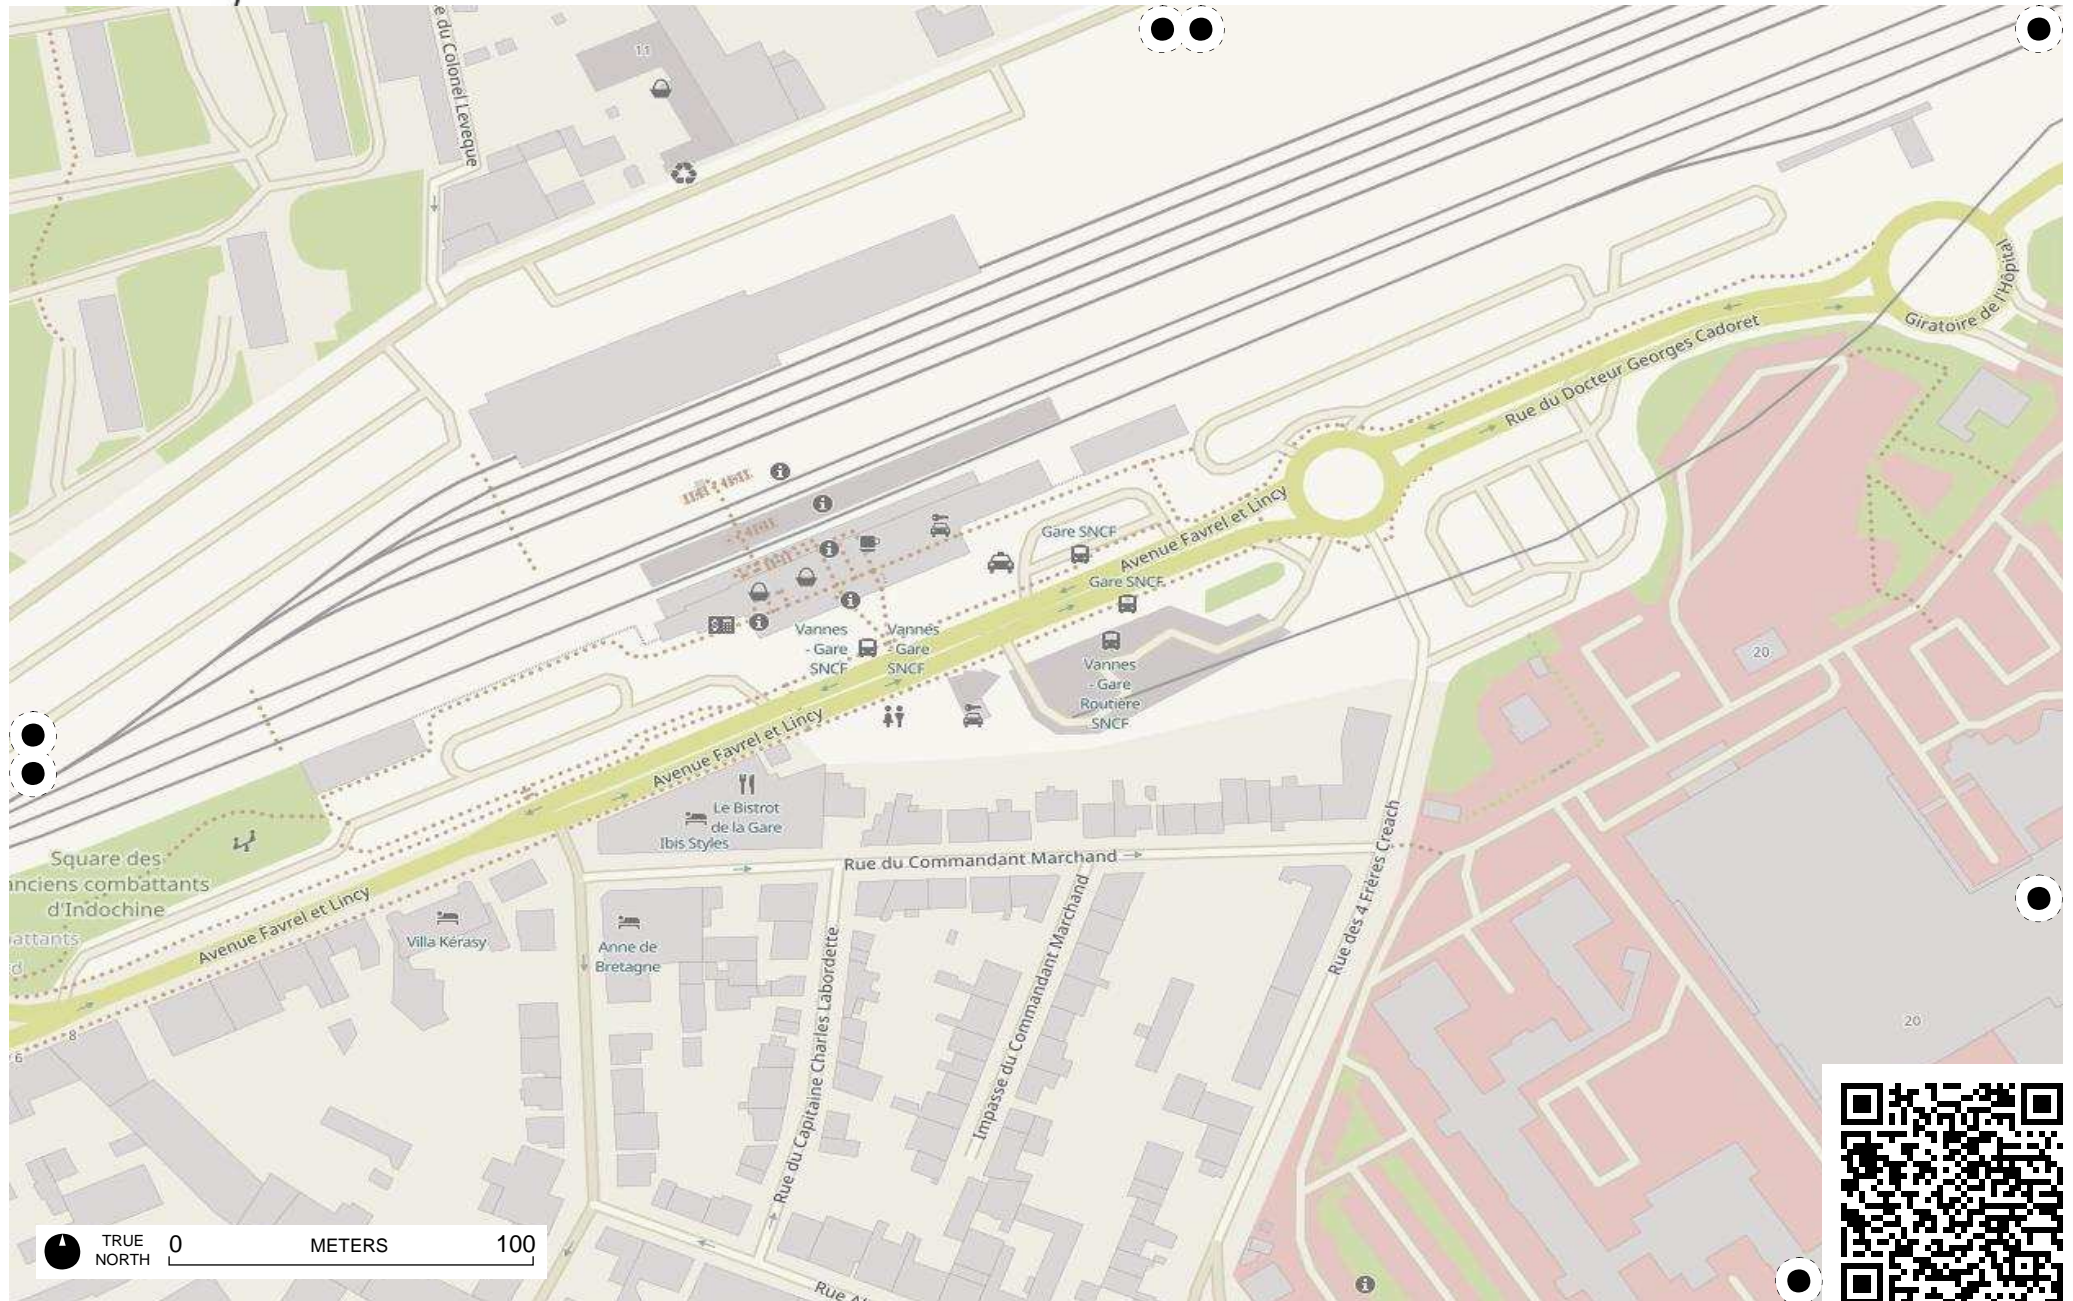 11
e du Colonel Leveque
Giratoire de l'Hôpital
Rue du Docteur Georges Cadoret
Gare SNCF
Avenue Favrel et Lincy
Gare SNCF
Vannes
- Gare
SNCF
Vannes
- Gare
SNCF
Vannes
- Gare
Routière
SNCF
20
Avenue Favrel et Lincy
Le Bistrot
de la Gare
Ibis Styles
Rue du Commandant Marchand
Square des
anciens combattants
d'Indochine
attants
rd
Avenue Favrel et Lincy
Villa Kérasy
Anne de
Bretagne
Rue du Capitaine Charles Labordette
Impasse du Commandant Marchand
Rue des 4 Frères Creach
20
8
6
TRUE
NORTH
0
METERS
100